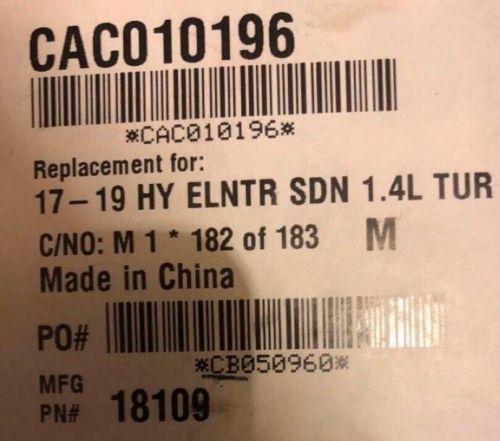 CAC010196
*CAC010196*
Replacement for:
17-19 HY ELNTR SDN 1.4L TUR
C/NO: M 1 * 182 of 183 M
Made in China
PO#
*CB050960*
MFG
PN# 18109